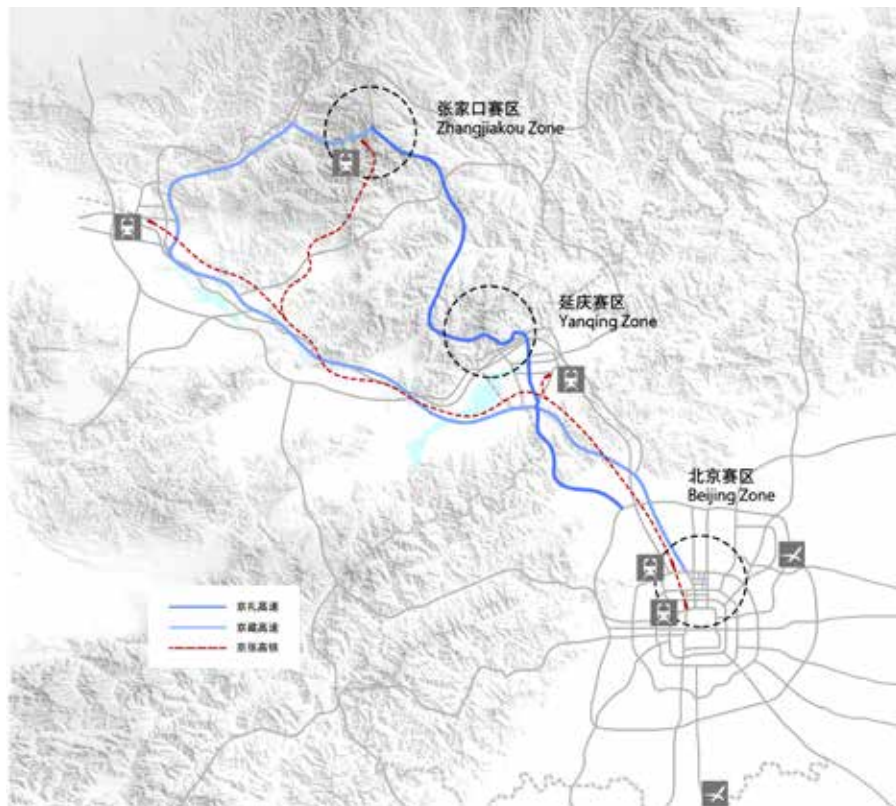 张家口赛区
Zhangjiakou Zone
延庆赛区
Yanqing Zone
北京赛区
Beijing Zone
京礼高速
京藏高速
京张高铁